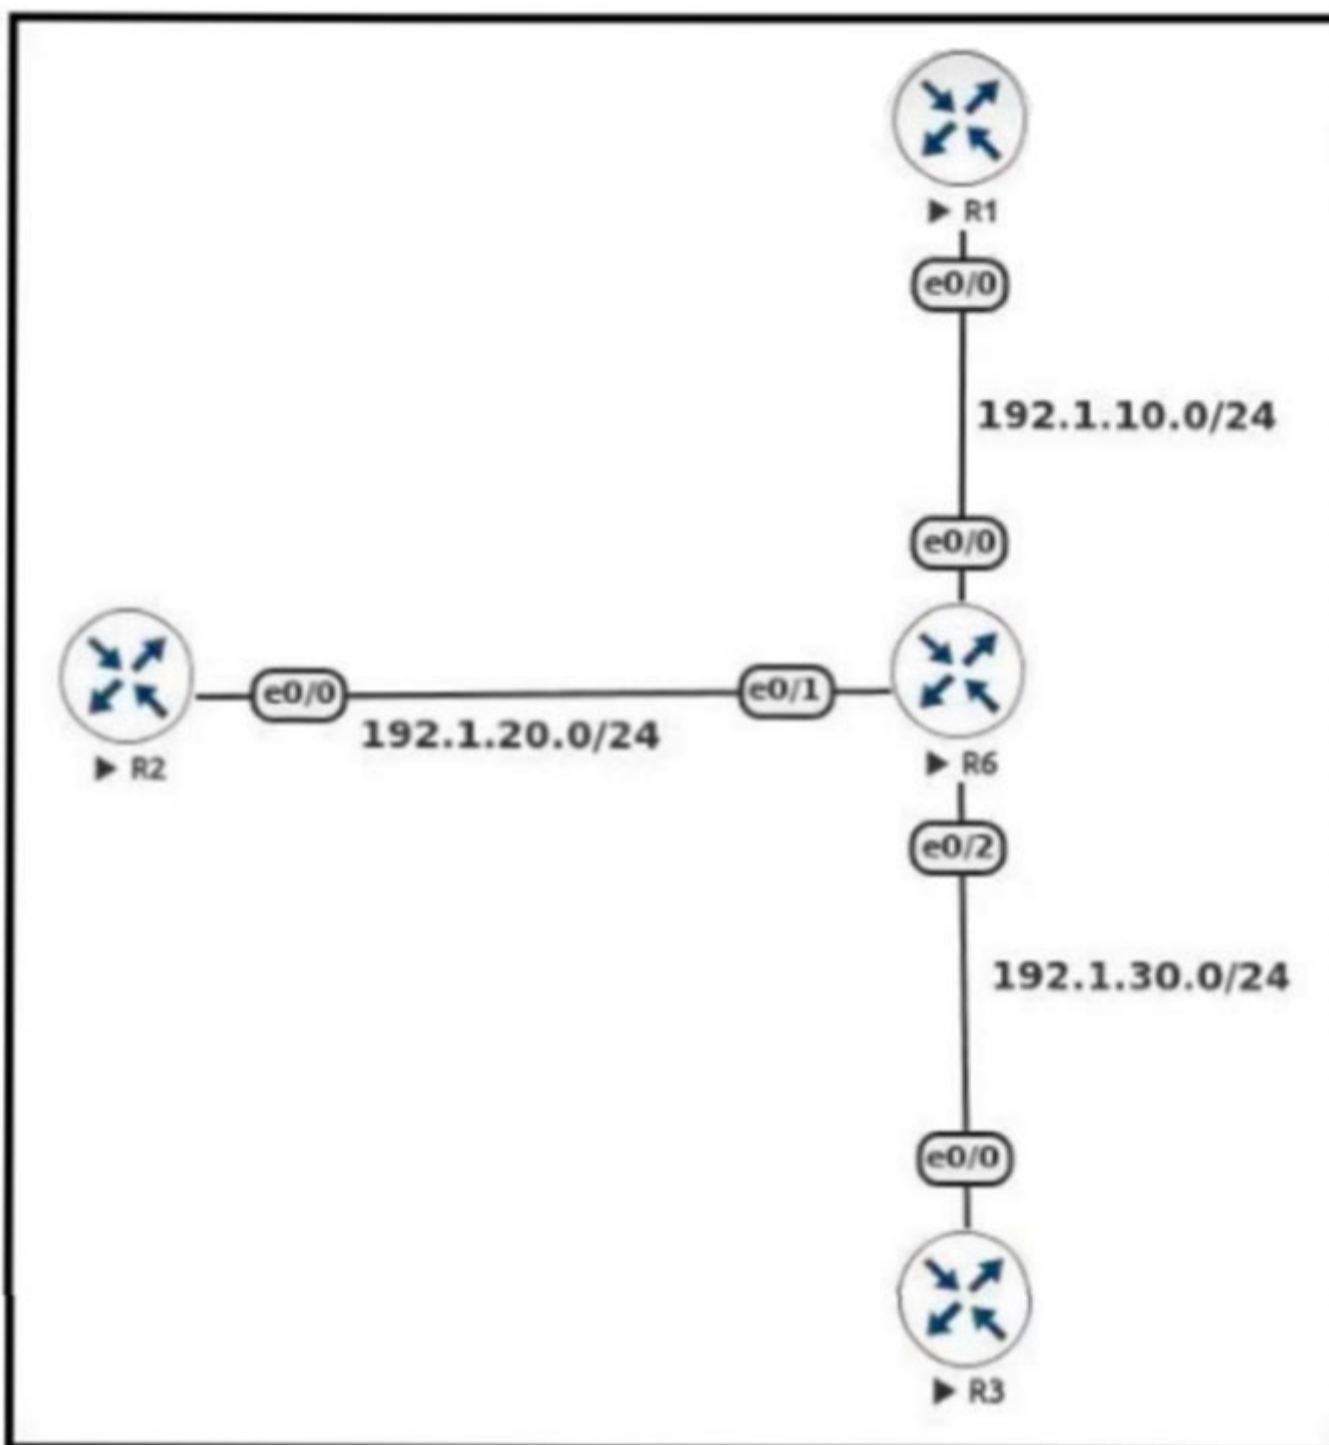 ▶ R1
e0/0
192.1.10.0/24
e0/0
e0/0
e0/1
192.1.20.0/24
▶ R2
▶ R6
e0/2
192.1.30.0/24
e0/0
▶ R3